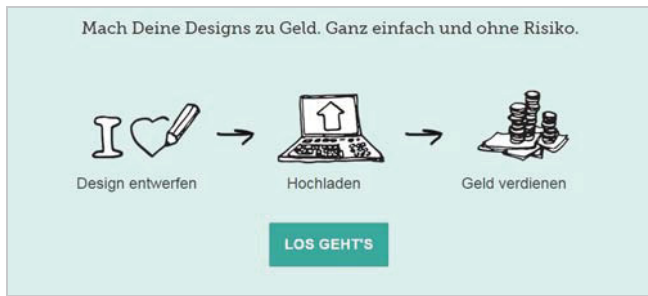 Mach Deine Designs zu Geld. Ganz einfach und ohne Risiko.
I
Design entwerfen
Hochladen
Geld verdienen
LOS GEHT'S